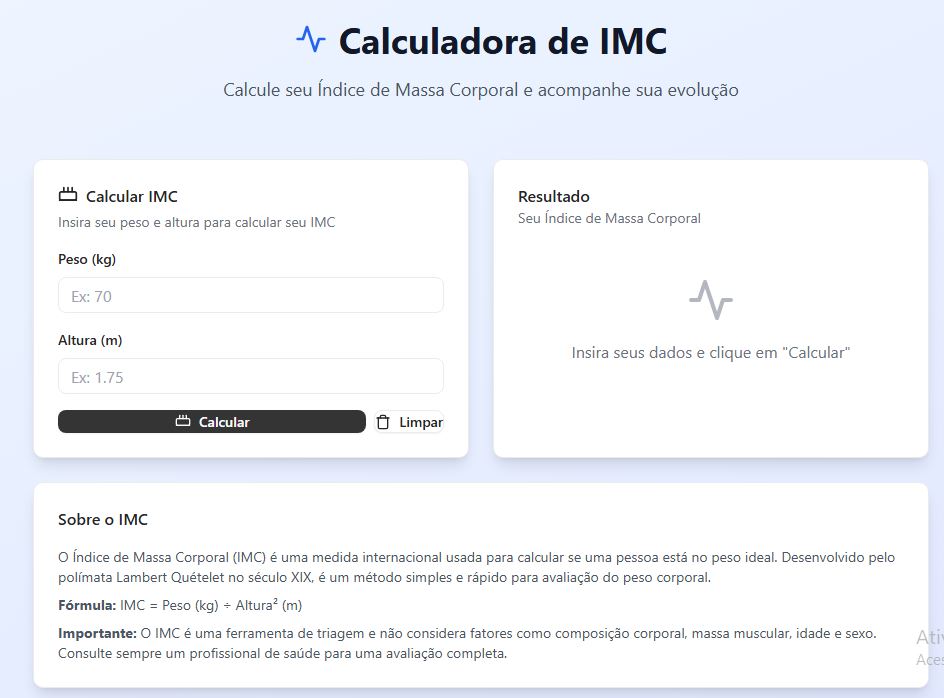 Calculadora de IMC
Calcule seu Índice de Massa Corporal e acompanhe sua evolução
Calcular IMC
Insira seu peso e altura para calcular seu IMC
Peso (kg)
Ex: 70
Altura (m)
Ex: 1.75
Calcular
Limpar
Resultado
Seu Índice de Massa Corporal
Insira seus dados e clique em "Calcular"
Sobre o IMC
O Índice de Massa Corporal (IMC) é uma medida internacional usada para calcular se uma pessoa está no peso ideal. Desenvolvido pelo
polímata Lambert Quételet no século XIX, é um método simples e rápido para avaliação do peso corporal.
Fórmula: IMC = Peso (kg) ÷ Altura² (m)
Importante: O IMC é uma ferramenta de triagem e não considera fatores como composição corporal, massa muscular, idade e sexo.
Consulte sempre um profissional de saúde para uma avaliação completa.